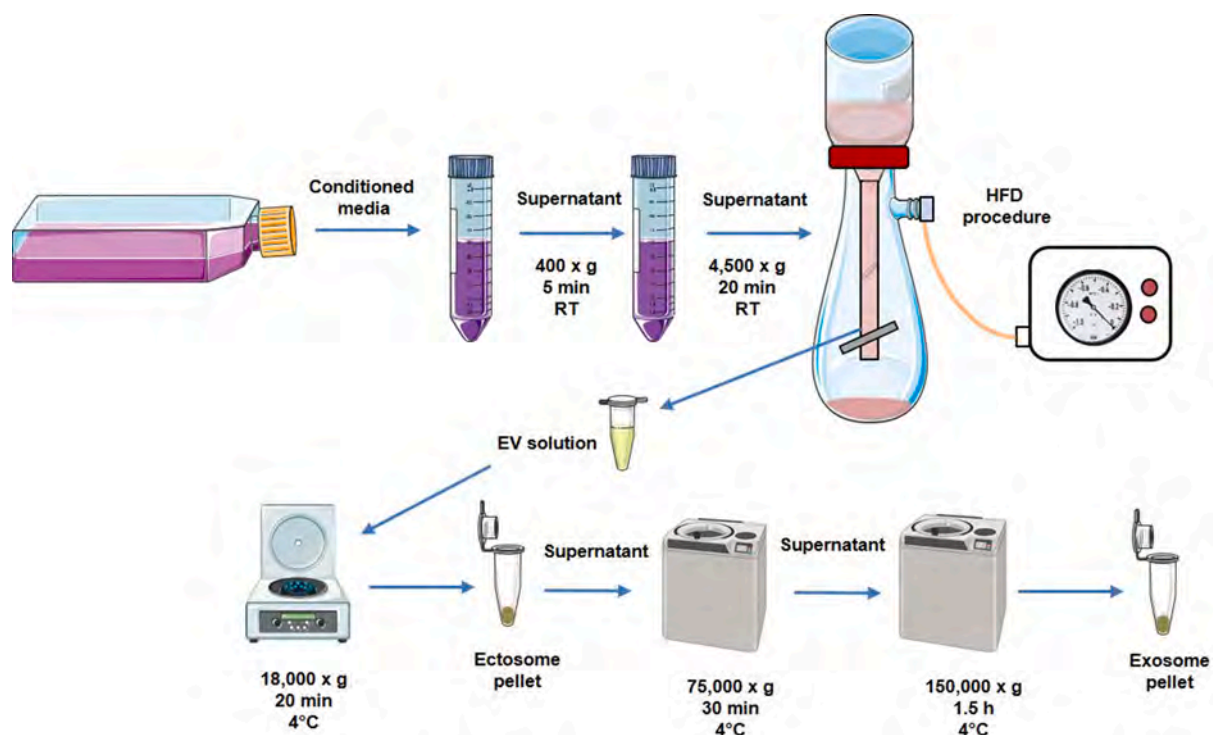 Conditioned
media
Supernatant
400 x g
5 min
RT
Supernatant
4,500 x g
20 min
RT
HFD
procedure
EV solution
18,000 x g
20 min
4°C
Ectosome
pellet
Supernatant
75,000 x g
30 min
4°C
Supernatant
150,000 x g
1.5 h
4°C
Exosome
pellet